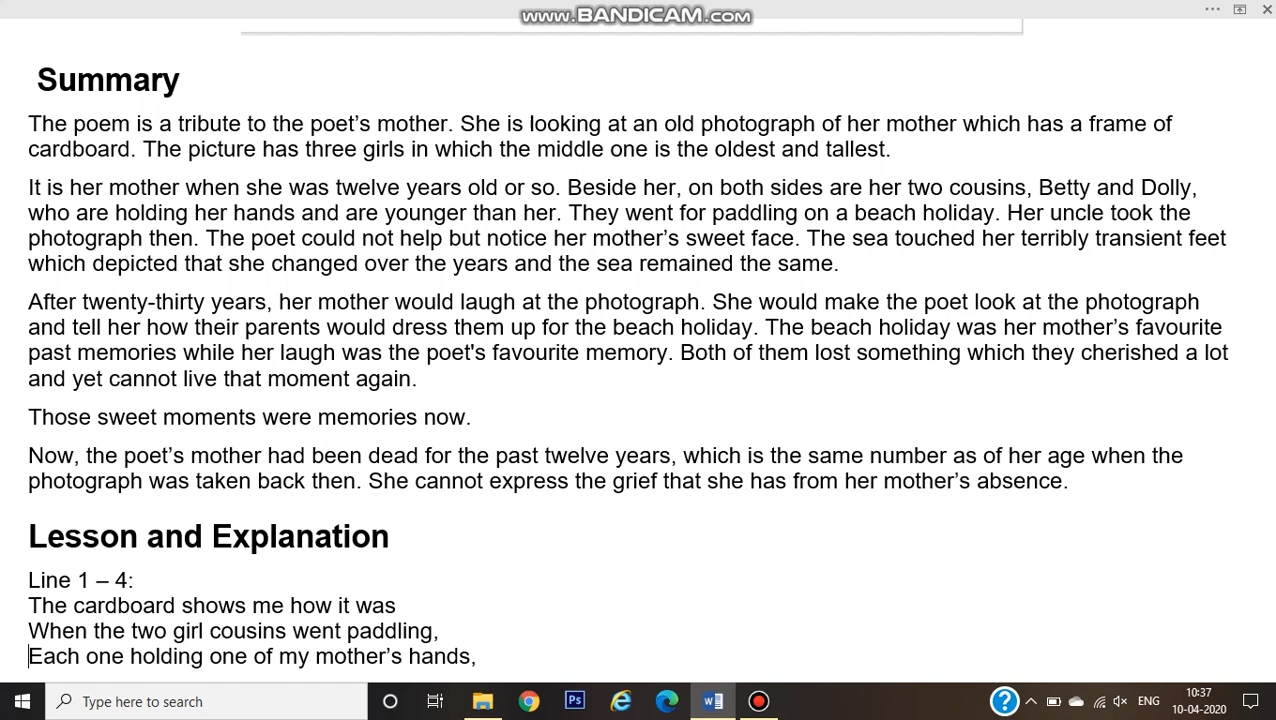 www.BANDICAM.com
Summary
The poem is a tribute to the poet’s mother. She is looking at an old photograph of her mother which has a frame of
cardboard. The picture has three girls in which the middle one is the oldest and tallest.
It is her mother when she was twelve years old or so. Beside her, on both sides are her two cousins, Betty and Dolly,
who are holding her hands and are younger than her. They went for paddling on a beach holiday. Her uncle took the
photograph then. The poet could not help but notice her mother’s sweet face. The sea touched her terribly transient feet
which depicted that she changed over the years and the sea remained the same.
After twenty-thirty years, her mother would laugh at the photograph. She would make the poet look at the photograph
and tell her how their parents would dress them up for the beach holiday. The beach holiday was her mother’s favourite
past memories while her laugh was the poet's favourite memory. Both of them lost something which they cherished a lot
and yet cannot live that moment again.
Those sweet moments were memories now.
Now, the poet’s mother had been dead for the past twelve years, which is the same number as of her age when the
photograph was taken back then. She cannot express the grief that she has from her mother’s absence.
Lesson and Explanation
Line 1 – 4:
The cardboard shows me how it was
When the two girl cousins went paddling,
Each one holding one of my mother’s hands,
Type here to search
Ps
ENG
10:37
10-04-2020